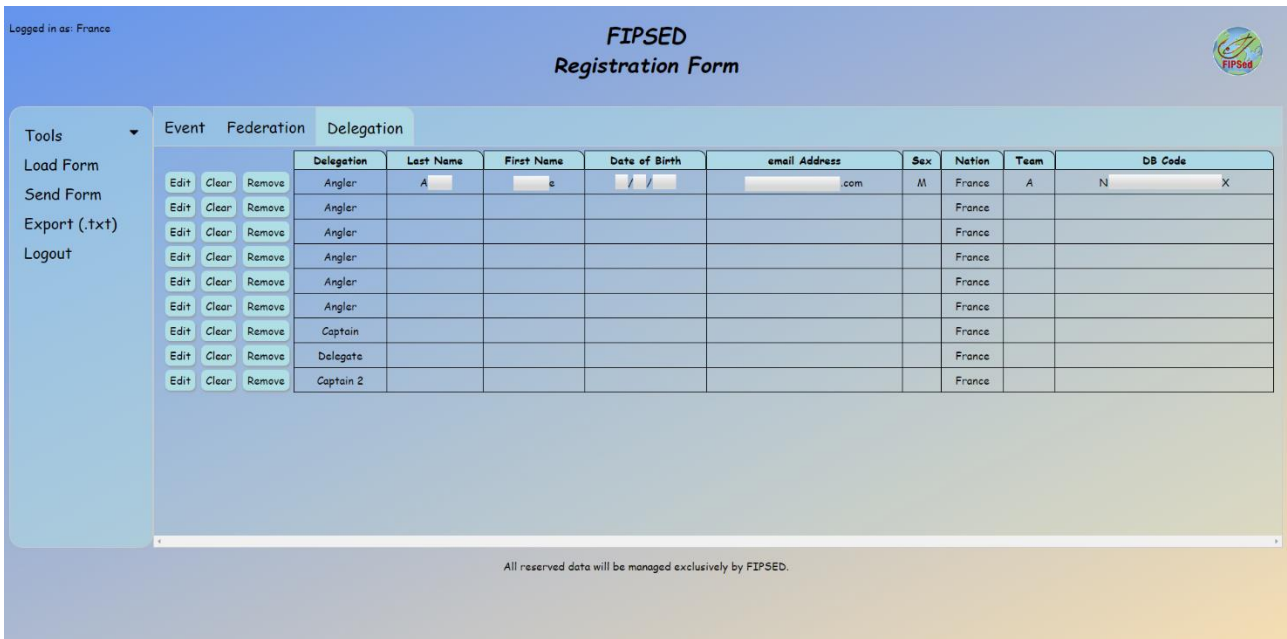 Logged in as: France
FIPSED
Registration Form
FIPSed
Tools
Load Form
Send Form
Export (.txt)
Logout
Event Federation Delegation
Delegation Last Name First Name Date of Birth email Address Sex Nation Team DB Code
Edit Clear Remove Angler A e / / .com M France A N X
Edit Clear Remove Angler France
Edit Clear Remove Angler France
Edit Clear Remove Angler France
Edit Clear Remove Angler France
Edit Clear Remove Angler France
Edit Clear Remove Captain France
Edit Clear Remove Delegate France
Edit Clear Remove Captain 2 France
All reserved data will be managed exclusively by FIPSED.